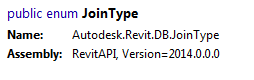 public enum JoinType
Name: Autodesk.Revit.DB.JoinType
Assembly: RevitAPI, Version=2014.0.0.0